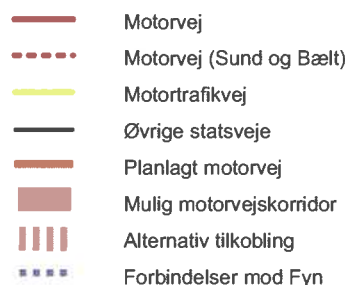 Motorvej
Motorvej (Sund og Bælt)
Motortrafikvej
Øvrige statsveje
Planlagt motorvej
Mulig motorvejskorridor
Alternativ tilkobling
Forbindelser mod Fyn